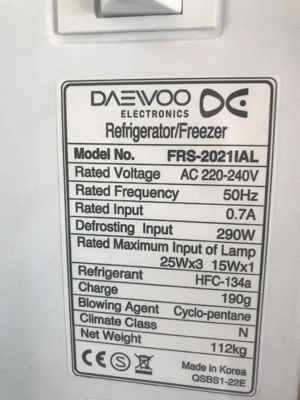 DAEWOO
ELECTRONICS
Refrigerator/Freezer
Model No. FRS-2021IAL
Rated Voltage AC 220-240V
Rated Frequency 50Hz
Rated Input 0.7A
Defrosting Input 290W
Rated Maximum Input of Lamp
25Wx3 15Wx1
Refrigerant HFC-134a
Charge 190g
Blowing Agent Cyclo-pentane
Climate Class N
Net Weight 112kg
CE S Made in Korea
QSBS1-22E